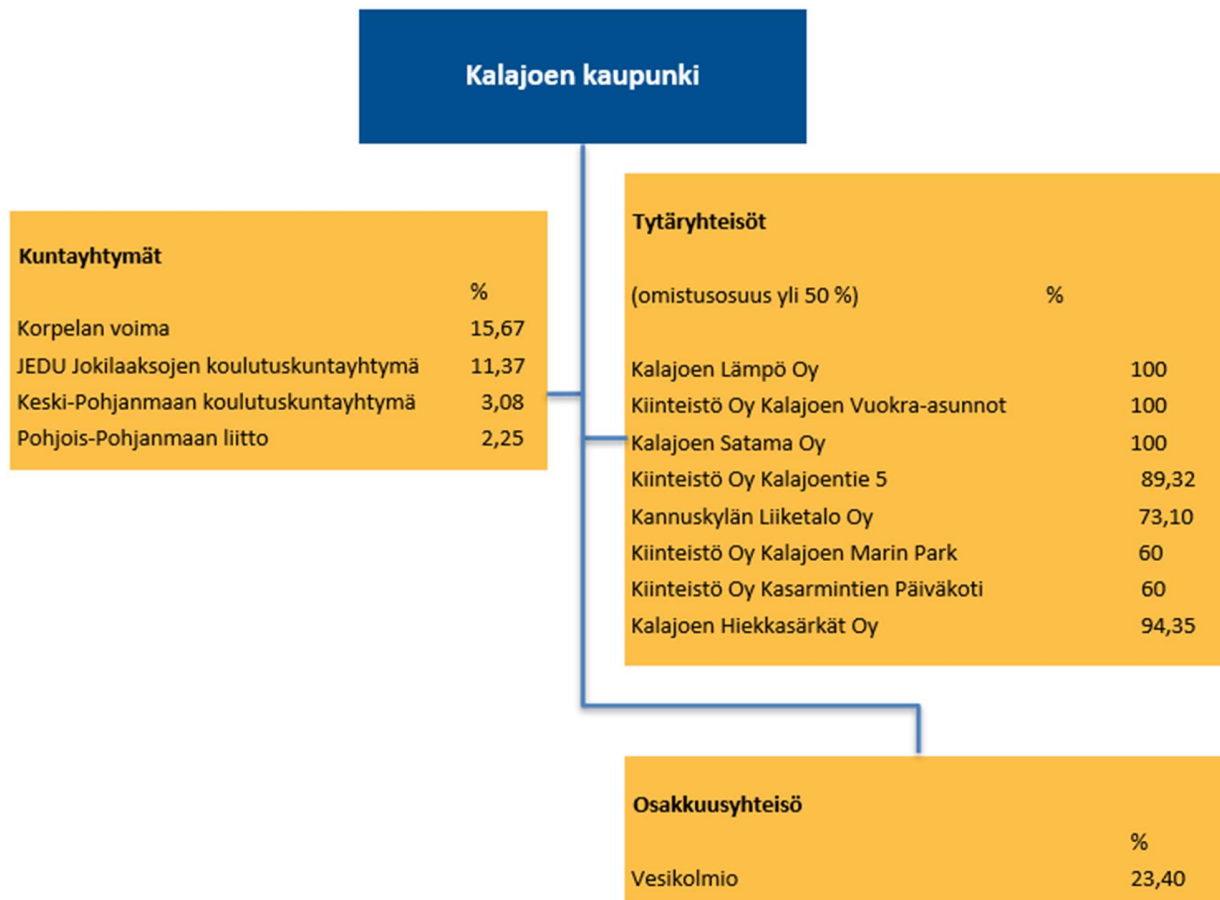 Kalajoen kaupunki
Kuntayhtymät
%
Korpelan voima 15,67
JEDU Jokilaaksojen koulutuskuntayhtymä 11,37
Keski-Pohjanmaan koulutuskuntayhtymä 3,08
Pohjois-Pohjanmaan liitto 2,25
Tytäryhteisöt
(omistusosuus yli 50 %) %
Kalajoen Lämpö Oy 100
Kiinteistö Oy Kalajoen Vuokra-asunnot 100
Kalajoen Satama Oy 100
Kiinteistö Oy Kalajoentie 5 89,32
Kannuskylän Liiketalo Oy 73,10
Kiinteistö Oy Kalajoen Marin Park 60
Kiinteistö Oy Kasarmintien Päiväkoti 60
Kalajoen Hiekkasärkät Oy 94,35
Osakkuusyhteisö
%
Vesikolmio 23,40